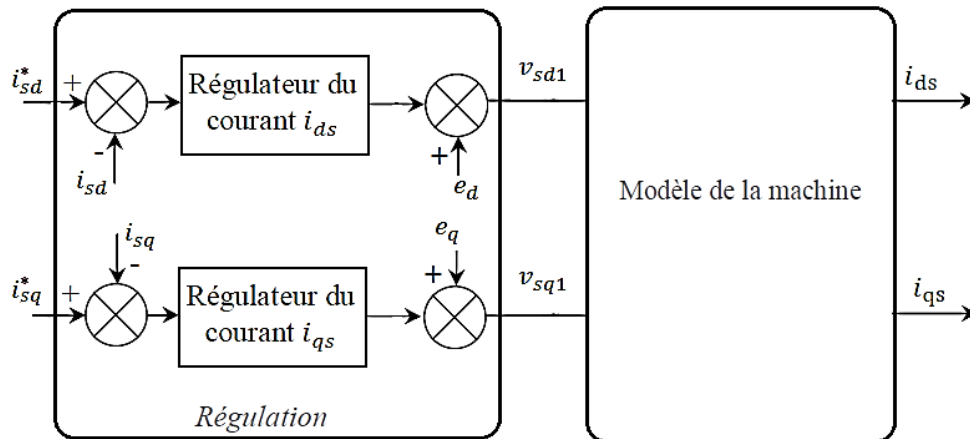 i*sd + Régulateur du courant ids vsd1 ids
- isd + ed
Modèle de la machine
isq - eq +
i*sq + Régulateur du courant iqs vsq1 iqs
Régulation